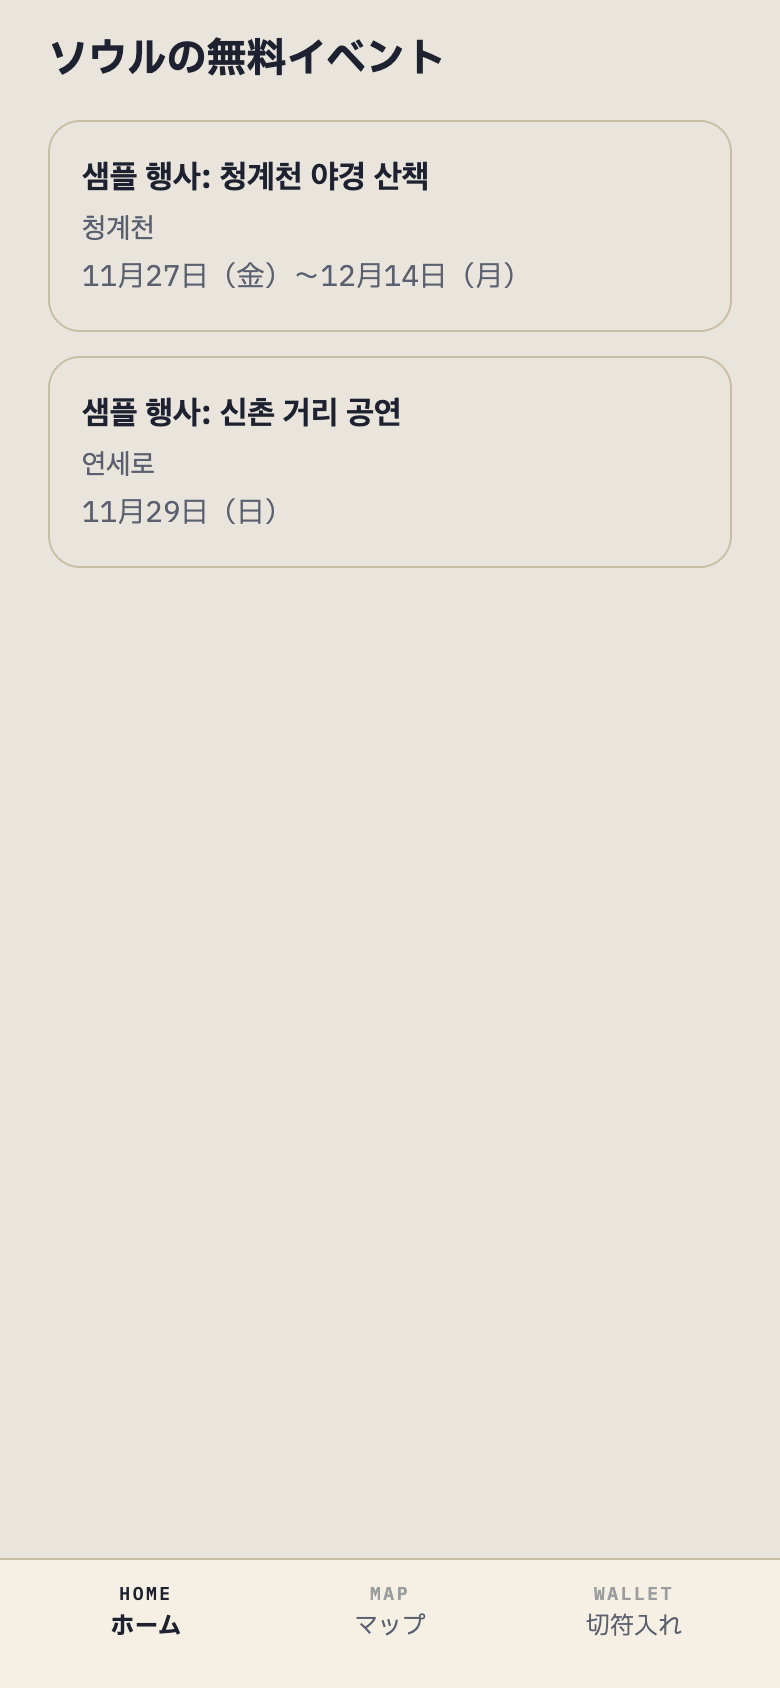 ソウルの無料イベント
샘플 행사: 청계천 야경 산책
청계천
11月27日（金）～12月14日（月）
샘플 행사: 신촌 거리 공연
연세로
11月29日（日）
HOME
ホーム
MAP
マップ
WALLET
切符入れ